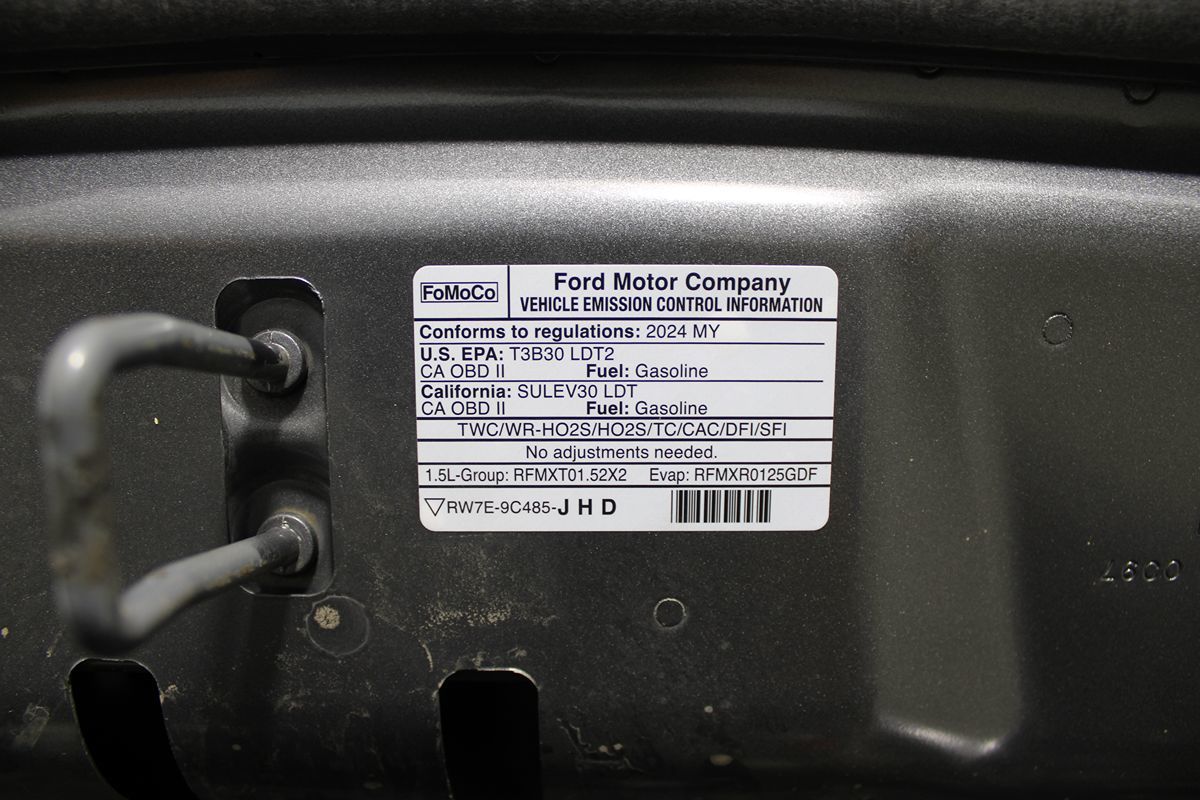 FoMoCo
Ford Motor Company
VEHICLE EMISSION CONTROL INFORMATION
Conforms to regulations: 2024 MY
U.S. EPA: T3B30 LDT2
CA OBD II Fuel: Gasoline
California: SULEV30 LDT
CA OBD II Fuel: Gasoline
TWC/WR-HO2S/HO2S/TC/CAC/DFI/SFI
No adjustments needed.
1.5L-Group: RFMXT01.52X2 Evap: RFMXR0125GDF
RW7E-9C485-J H D